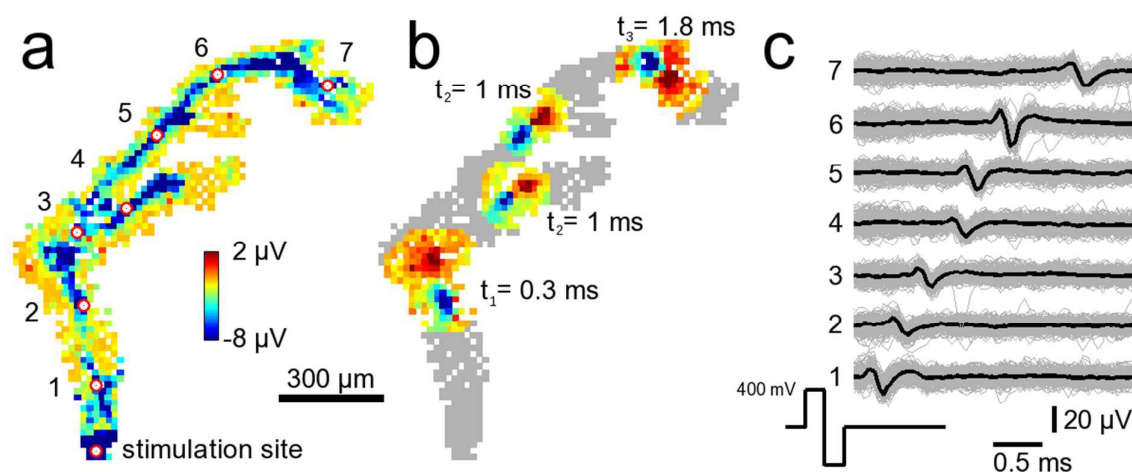 a
b
c
1
2
3
4
5
6
7
2 µV
-8 µV
300 µm
stimulation site
t3= 1.8 ms
t2= 1 ms
t2= 1 ms
t1= 0.3 ms
7
6
5
4
3
2
1
400 mV
20 µV
0.5 ms